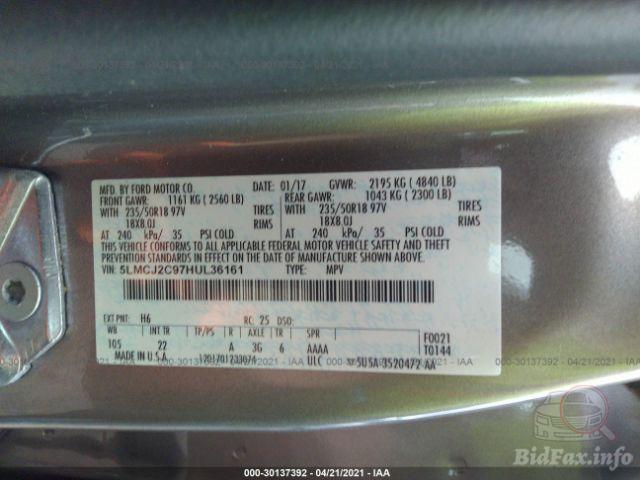 MFD. BY FORD MOTOR CO.
DATE: 01/17 GVWR: 2195 KG ( 4840 LB)
FRONT GAWR: 1161 KG ( 2560 LB) REAR GAWR: 1043 KG ( 2300 LB)
WITH 235/50R18 97V TIRES WITH 235/50R18 97V TIRES
18X8.0J RIMS 18X8.0J RIMS
AT 240 kPa/ 35 PSI COLD AT 240 kPa/ 35 PSI COLD
THIS VEHICLE CONFORMS TO ALL APPLICABLE FEDERAL MOTOR VEHICLE SAFETY AND THEFT
PREVENTION STANDARDS IN EFFECT ON THE DATE OF MANUFACTURE SHOWN ABOVE.
VIN: 5LMCJ2C97HUL36161 TYPE: MPV
EXT PNT: H6 RC: 25 DSO:
WB INT TR TP/PS R AXLE TR SPR
105 22 A 3G 6 AAAA
F0021
T0144
MADE IN U.S.A. 1201701233074 ULC 5U5A-3520472-AA
000-30137392 - 04/21/2021 - IAA
BidFax.info